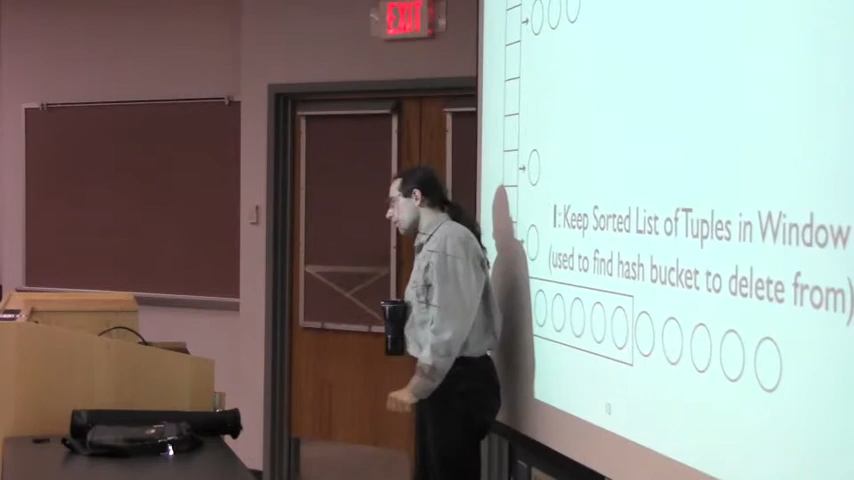 EXIT
1: Keep Sorted List of Tuples in Window
(used to find hash bucket to delete from)